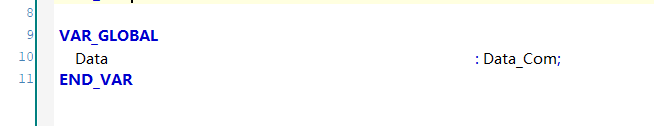 8
9 VAR_GLOBAL
10 Data : Data_Com;
11 END_VAR